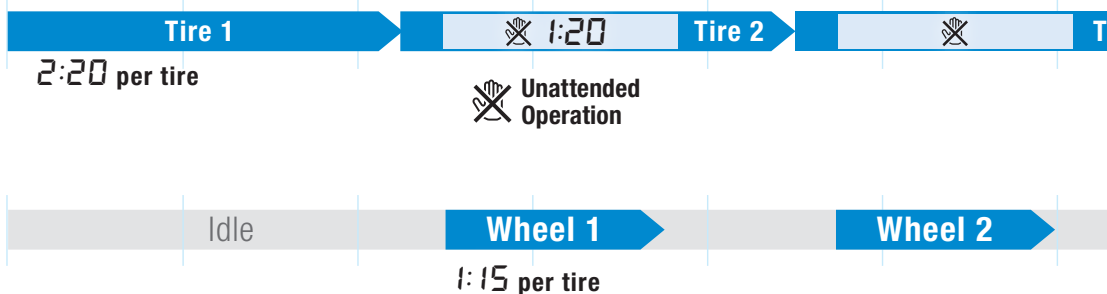 Tire 1 1:20 Tire 2 T
2:20 per tire
Unattended
Operation
Idle Wheel 1 Wheel 2
1:15 per tire